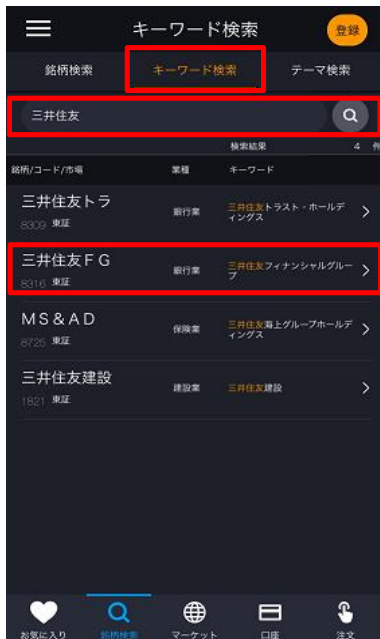 キーワード検索 登録
銘柄検索 キーワード検索 テーマ検索
三井住友
検索結果 4 件
銘柄/コード/市場 業種 キーワード
三井住友トラ
8309 東証
銀行業
三井住友トラスト・ホールデ
ィングス
三井住友ＦＧ
8316 東証
銀行業
三井住友フィナンシャルグルー
プ
ＭＳ＆ＡＤ
8725 東証
保険業
三井住友海上グループホールデ
ィングス
三井住友建設
1821 東証
建設業
三井住友建設
お気に入り 銘柄検索 マーケット 口座 注文